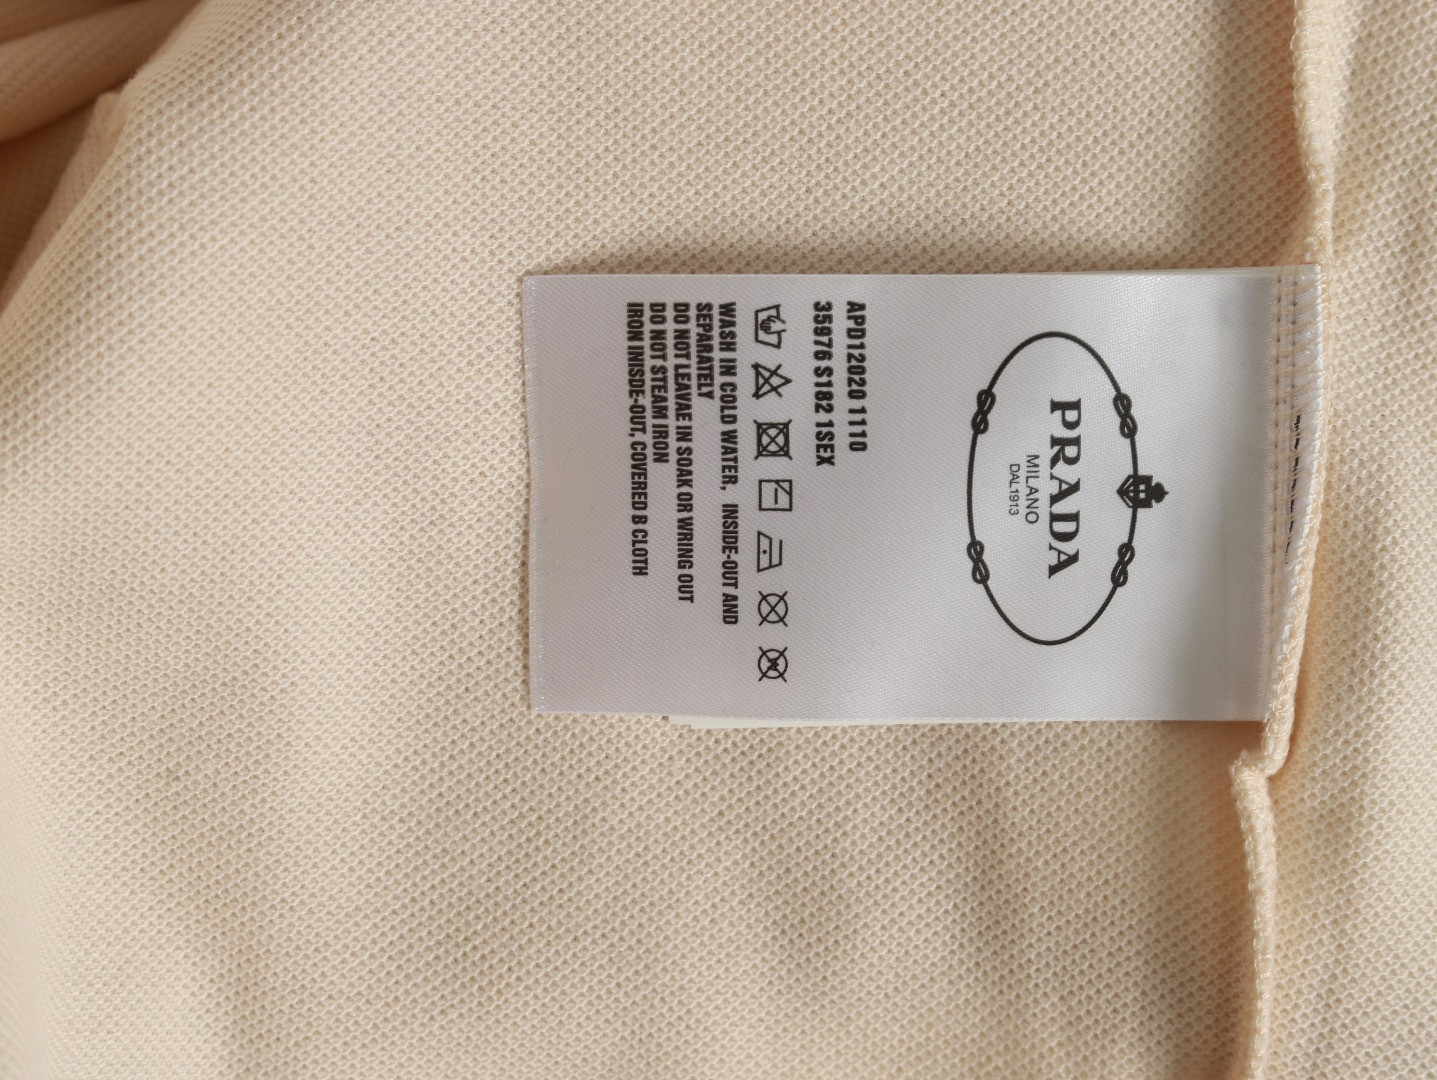 PRADA
MILANO
DAL 1913
APD12020 1110
35976 S182 1SEX
WASH IN COLD WATER, INSIDE-OUT AND
SEPARATELY
DO NOT LEAVAE IN SOAK OR WRING OUT
DO NOT STEAM IRON
IRON INISDE-OUT, COVERED B CLOTH